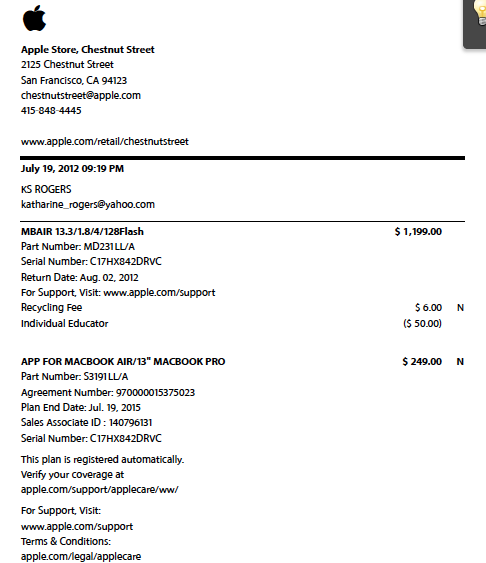 Apple Store, Chestnut Street
2125 Chestnut Street
San Francisco, CA 94123
chestnutstreet@apple.com
415-848-4445
www.apple.com/retail/chestnutstreet
July 19, 2012 09:19 PM
KS ROGERS
katharine_rogers@yahoo.com
MBAIR 13.3/1.8/4/128Flash $ 1,199.00
Part Number: MD231LL/A
Serial Number: C17HX842DRVC
Return Date: Aug. 02, 2012
For Support, Visit: www.apple.com/support
Recycling Fee $ 6.00 N
Individual Educator ($ 50.00)
APP FOR MACBOOK AIR/13" MACBOOK PRO $ 249.00 N
Part Number: S3191LL/A
Agreement Number: 970000015375023
Plan End Date: Jul. 19, 2015
Sales Associate ID : 140796131
Serial Number: C17HX842DRVC
This plan is registered automatically.
Verify your coverage at
apple.com/support/applecare/ww/
For Support, Visit:
www.apple.com/support
Terms & Conditions:
apple.com/legal/applecare